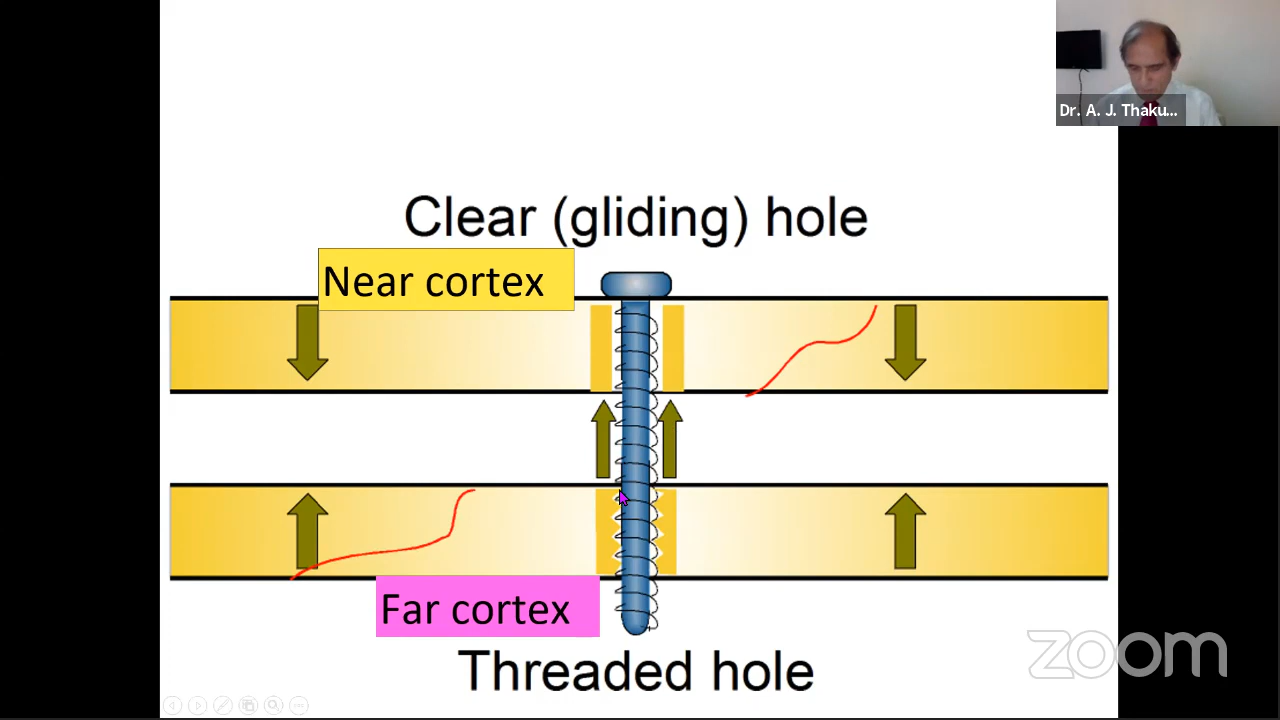 Dr. A. J. Thaku...
Clear (gliding) hole
Near cortex
Far cortex
Threaded hole
zoom